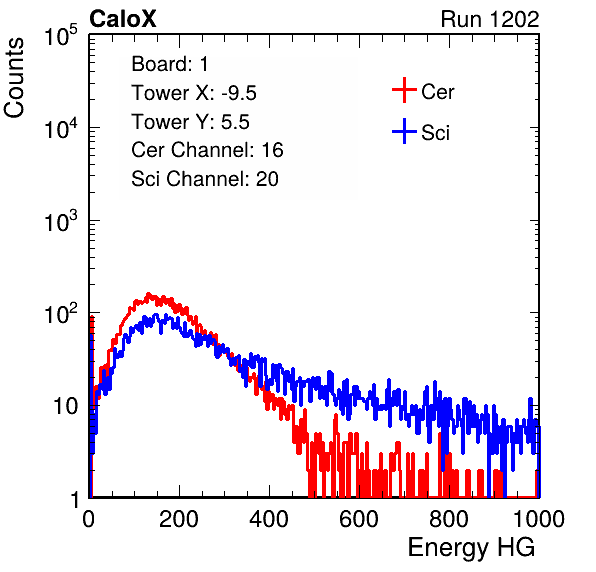 CaloX Run 1202
Counts
10^5
10^4
10^3
10^2
10
1
Board: 1
Tower X: -9.5
Tower Y: 5.5
Cer Channel: 16
Sci Channel: 20
Cer
Sci
0 200 400 600 800 1000
Energy HG